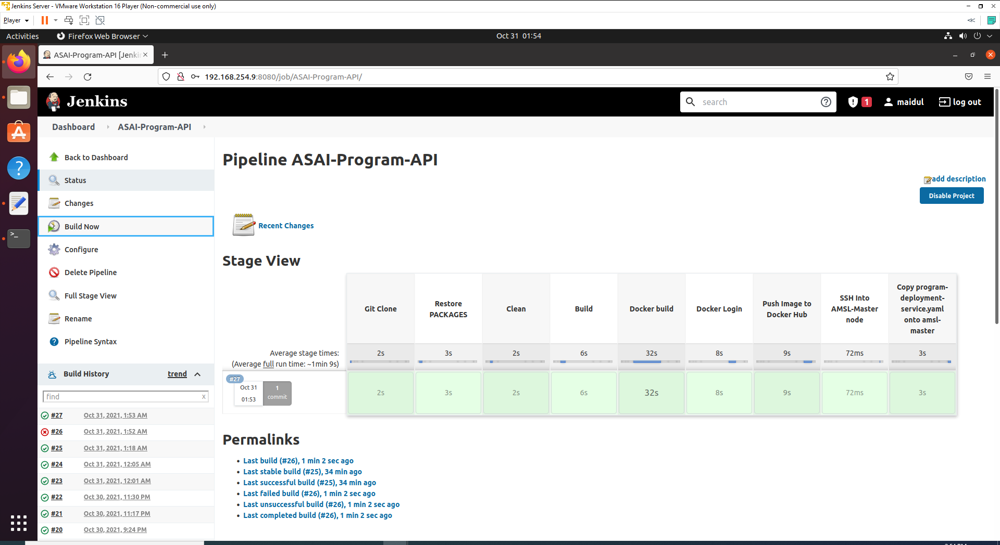 Jenkins Server - VMware Workstation 16 Player (Non-commercial use only)
Player
Activities
Firefox Web Browser
Oct 31 01:54
ASAI-Program-API [Jenki
192.168.254.9:8080/job/ASAI-Program-API/
Jenkins
search
1
maidul
log out
Dashboard
ASAI-Program-API
Back to Dashboard
Status
Changes
Build Now
Configure
Delete Pipeline
Full Stage View
Rename
Pipeline Syntax
Build History
trend
find
x
#27 Oct 31, 2021, 1:53 AM
#26 Oct 31, 2021, 1:52 AM
#25 Oct 31, 2021, 1:18 AM
#24 Oct 31, 2021, 12:05 AM
#23 Oct 31, 2021, 12:01 AM
#22 Oct 30, 2021, 11:30 PM
#21 Oct 30, 2021, 11:17 PM
#20 Oct 30, 2021, 9:24 PM
Pipeline ASAI-Program-API
add description
Disable Project
Recent Changes
Stage View
Git Clone
Restore
PACKAGES
Clean
Build
Docker build
Docker Login
Push Image to
Docker Hub
SSH Into
AMSL-Master
node
Copy program-
deployment-
service.yaml
onto amsl-
master
Average stage times:
(Average full run time: ~1min 9s)
2s 3s 2s 6s 32s 8s 9s 72ms 3s
#27
Oct 31
01:53
1
commit
2s 3s 2s 6s 32s 8s 9s 72ms 3s
Permalinks
Last build (#26), 1 min 2 sec ago
Last stable build (#25), 34 min ago
Last successful build (#25), 34 min ago
Last failed build (#26), 1 min 2 sec ago
Last unsuccessful build (#26), 1 min 2 sec ago
Last completed build (#26), 1 min 2 sec ago